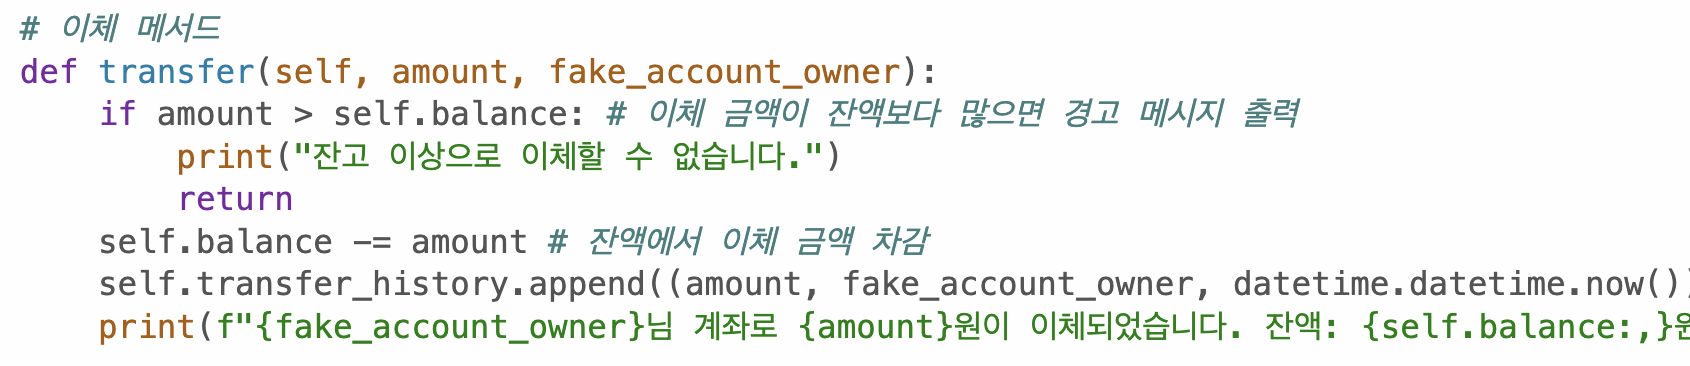 # 이체 메서드
def transfer(self, amount, fake_account_owner):
    if amount > self.balance: # 이체 금액이 잔액보다 많으면 경고 메시지 출력
        print("잔고 이상으로 이체할 수 없습니다.")
        return
    self.balance -= amount # 잔액에서 이체 금액 차감
    self.transfer_history.append((amount, fake_account_owner, datetime.datetime.now())
    print(f"{fake_account_owner}님 계좌로 {amount}원이 이체되었습니다. 잔액: {self.balance:,}원